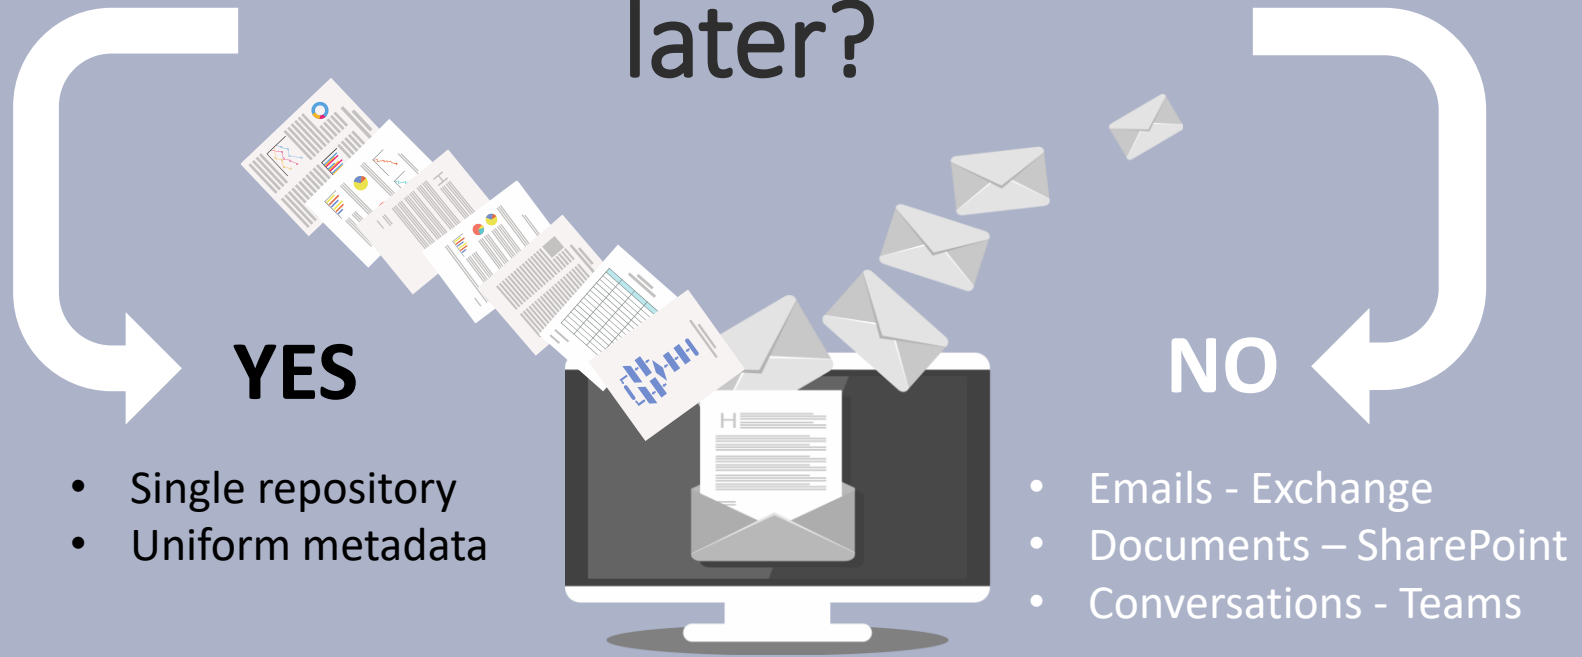 later?
YES
• Single repository
• Uniform metadata
NO
• Emails - Exchange
• Documents – SharePoint
• Conversations - Teams
H
H